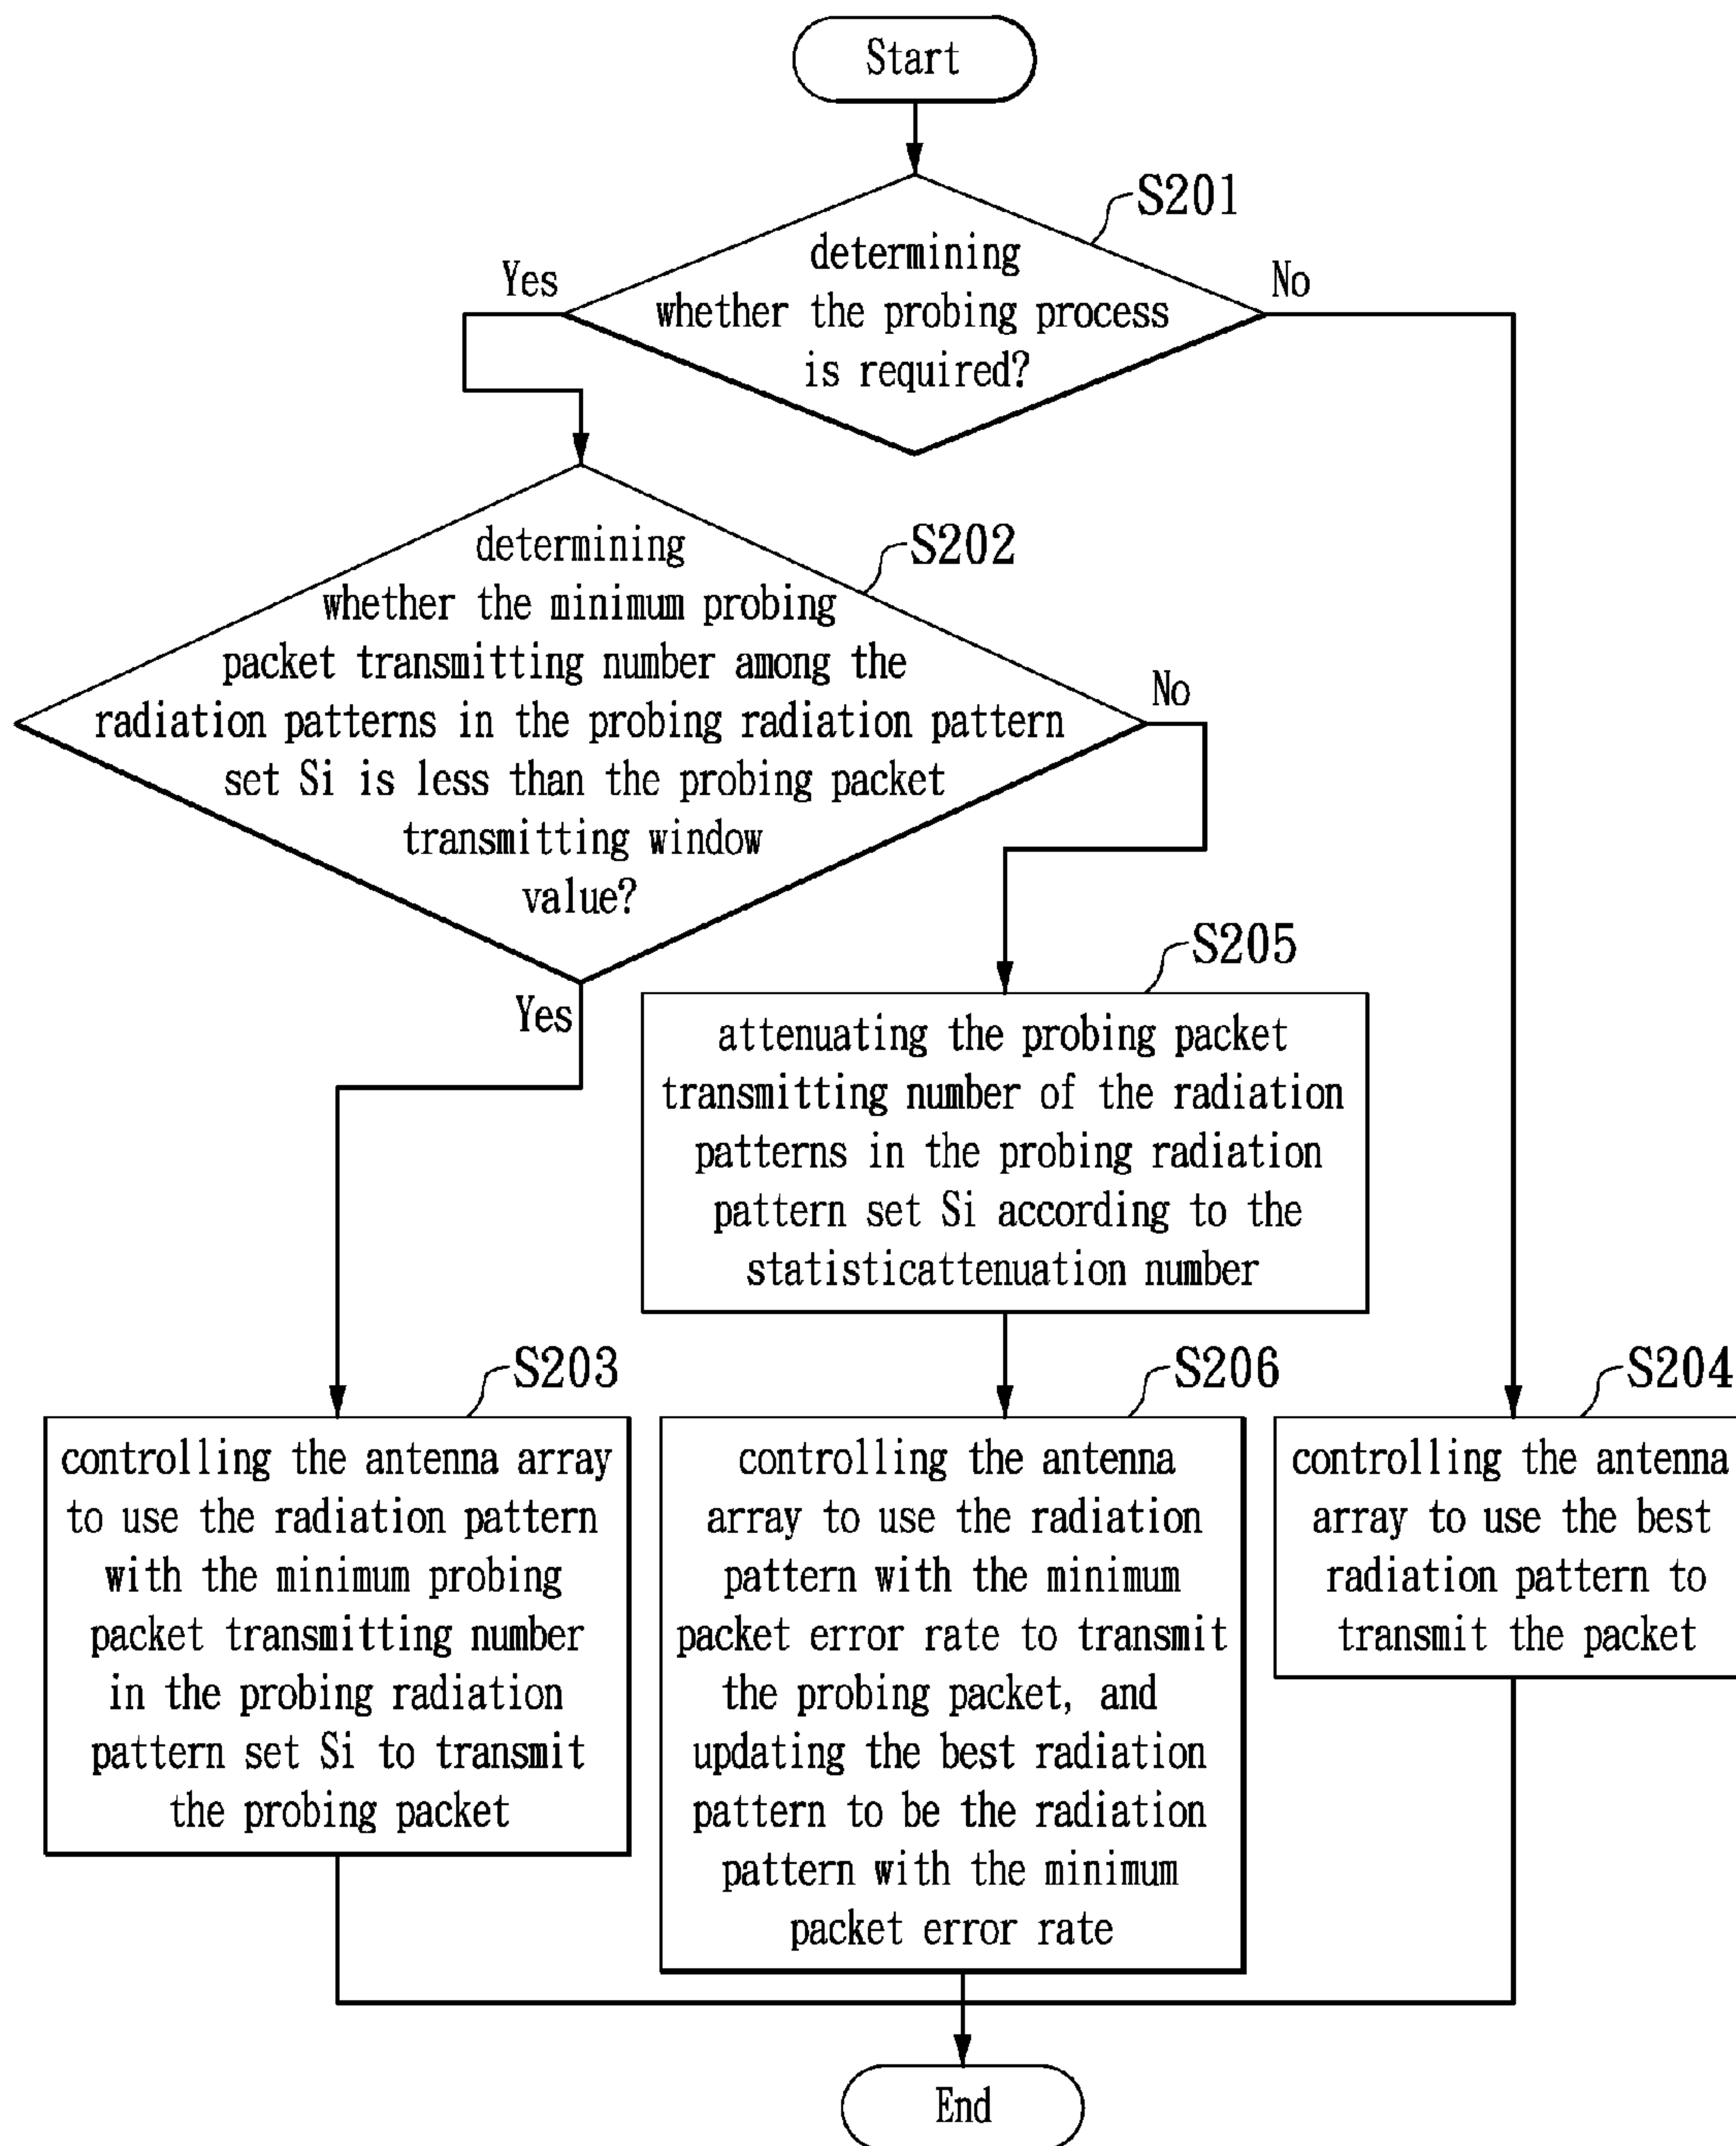 Start
S201
determining
whether the probing process
is required?
Yes
No
S202
determining
whether the minimum probing
packet transmitting number among the
radiation patterns in the probing radiation pattern
set Si is less than the probing packet
transmitting window
value?
No
Yes
S205
attenuating the probing packet
transmitting number of the radiation
patterns in the probing radiation
pattern set Si according to the
statisticattenuation number
S203
controlling the antenna array
to use the radiation pattern
with the minimum probing
packet transmitting number
in the probing radiation
pattern set Si to transmit
the probing packet
S206
controlling the antenna
array to use the radiation
pattern with the minimum
packet error rate to transmit
the probing packet, and
updating the best radiation
pattern to be the radiation
pattern with the minimum
packet error rate
S204
controlling the antenna
array to use the best
radiation pattern to
transmit the packet
End